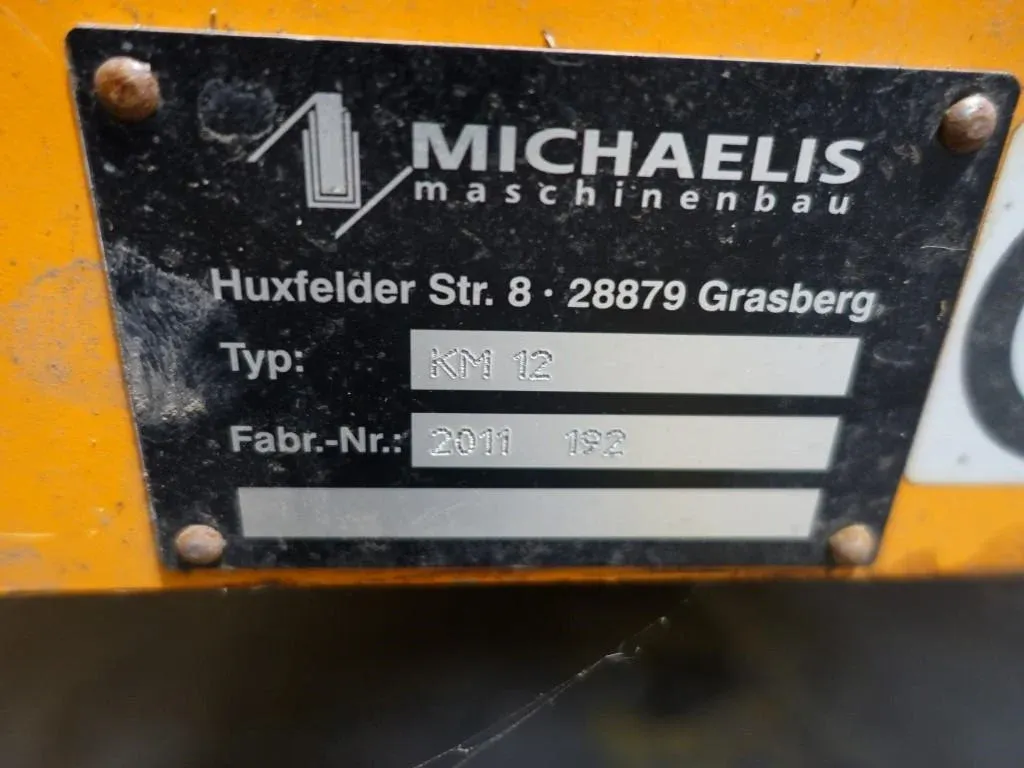 MICHAELIS
maschinenbau
Huxfelder Str. 8 · 28879 Grasberg
Typ: KM 12
Fabr.-Nr.: 2011 192